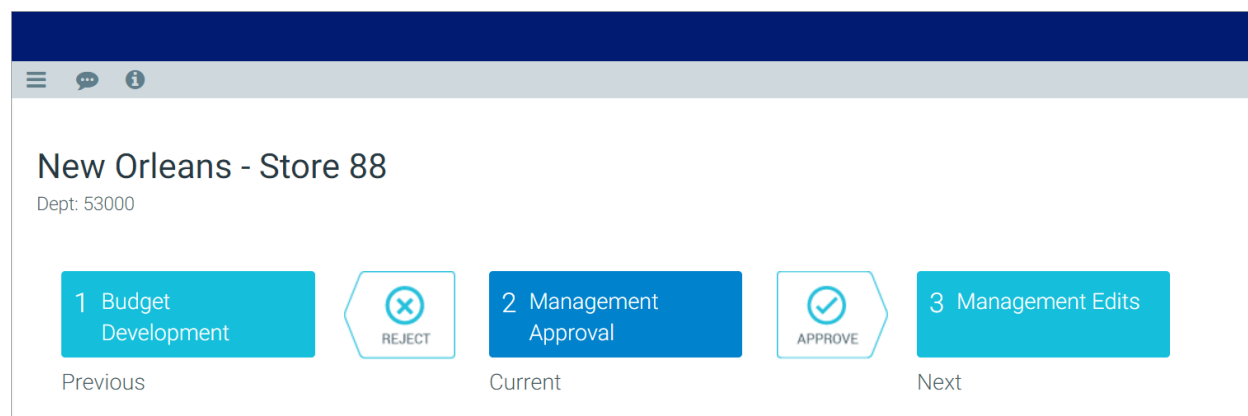 New Orleans - Store 88
Dept: 53000
1 Budget
Development
REJECT
2 Management
Approval
APPROVE
3 Management Edits
Previous
Current
Next